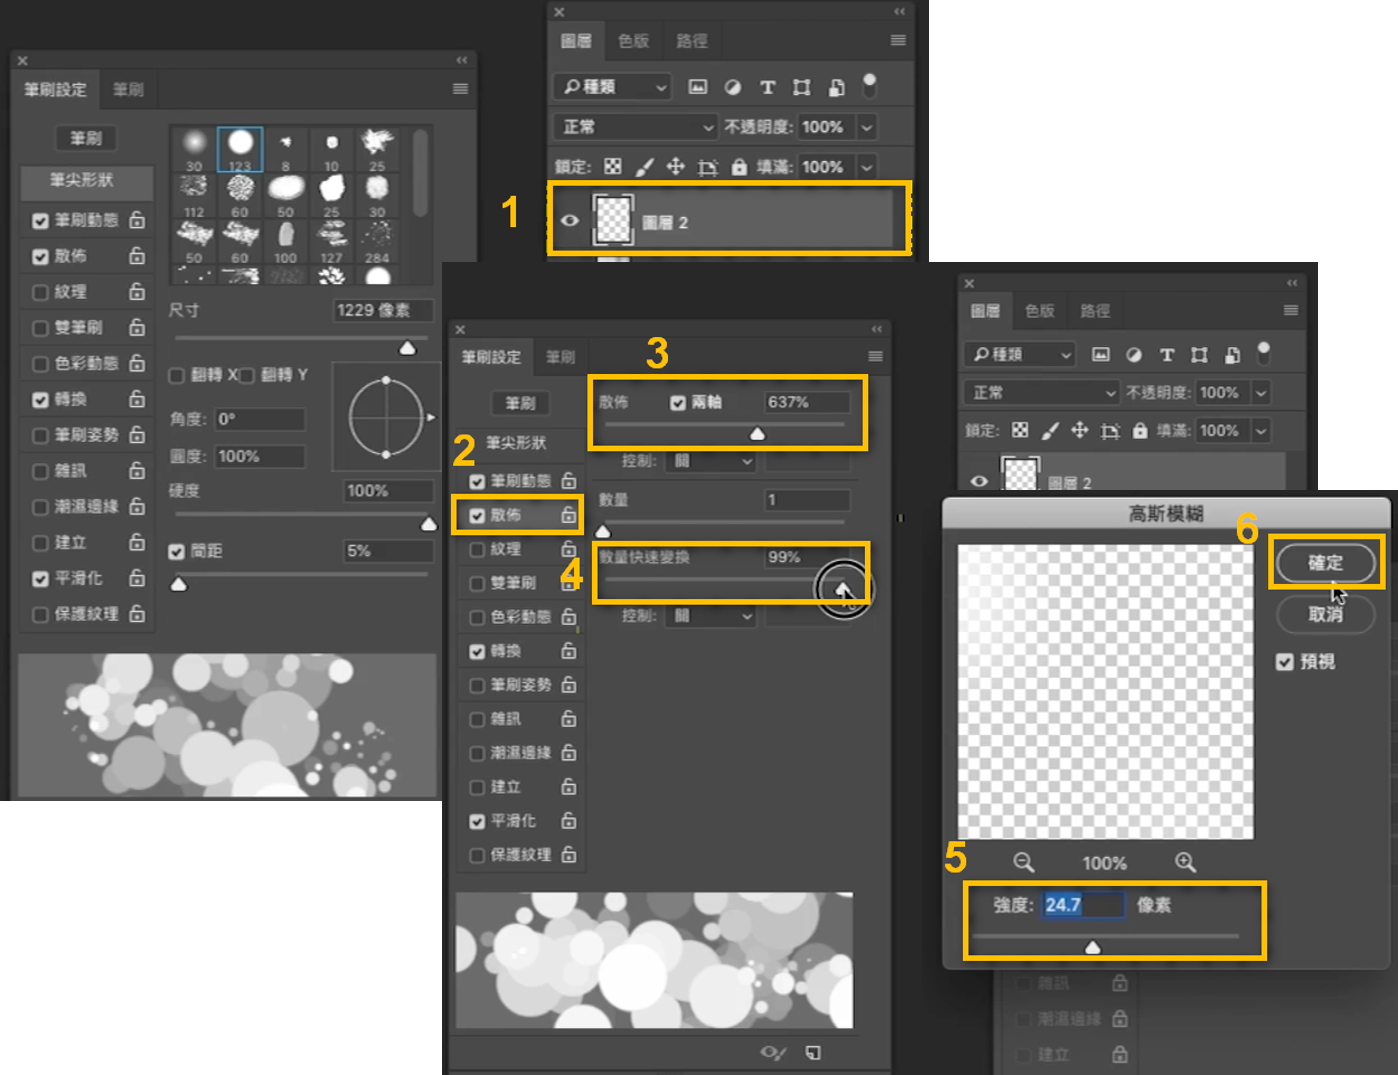 圖層 色版 路徑
種類
正常 不透明度: 100%
鎖定: 填滿: 100%
1
圖層 2
筆刷設定 筆刷
筆刷
筆尖形狀
筆刷動態
散佈
紋理
雙筆刷
色彩動態
轉換
筆刷姿勢
雜訊
潮濕邊緣
建立
平滑化
保護紋理
30 123 8 10 25
112 60 50 25 30
50 60 100 127 284
尺寸 1229 像素
翻轉 X 翻轉 Y
角度: 0°
圓度: 100%
硬度 100%
間距 5%
筆刷設定 筆刷
筆刷
2
筆尖形狀
筆刷動態
散佈
紋理
雙筆刷
色彩動態
轉換
筆刷姿勢
雜訊
潮濕邊緣
建立
平滑化
保護紋理
3
散佈 兩軸 637%
控制: 關
數量 1
4
數量快速變換 99%
控制: 關
圖層 色版 路徑
種類
正常 不透明度: 100%
鎖定: 填滿: 100%
圖層 2
高斯模糊
6
確定
取消
預視
100%
5
強度: 24.7 像素
雜訊
潮濕邊緣
建立